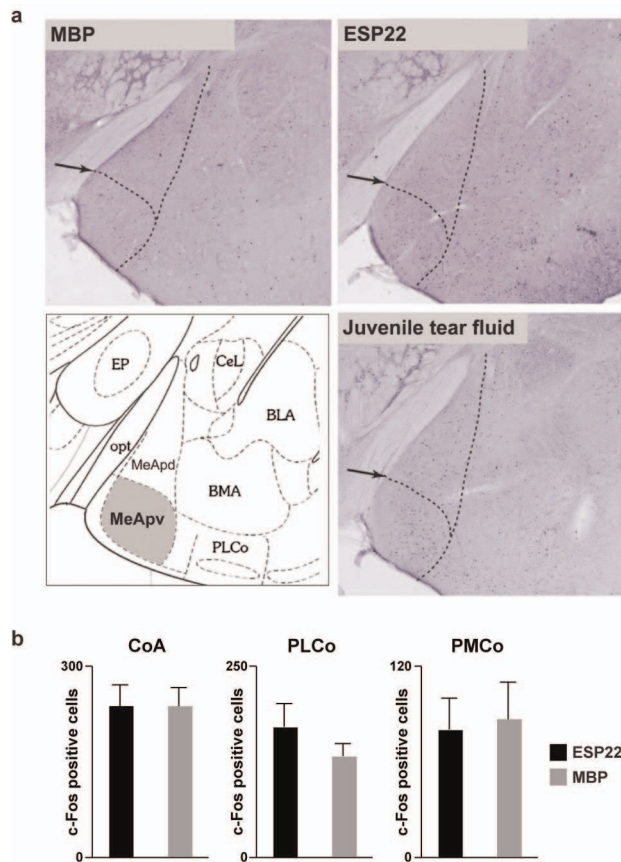 a
MBP
ESP22
EP
CeL
BLA
opt
MeApd
BMA
MeApv
PLCo
Juvenile tear fluid
b
CoA
PLCo
PMCo
300
250
120
c-Fos positive cells
c-Fos positive cells
c-Fos positive cells
0
0
0
ESP22
MBP